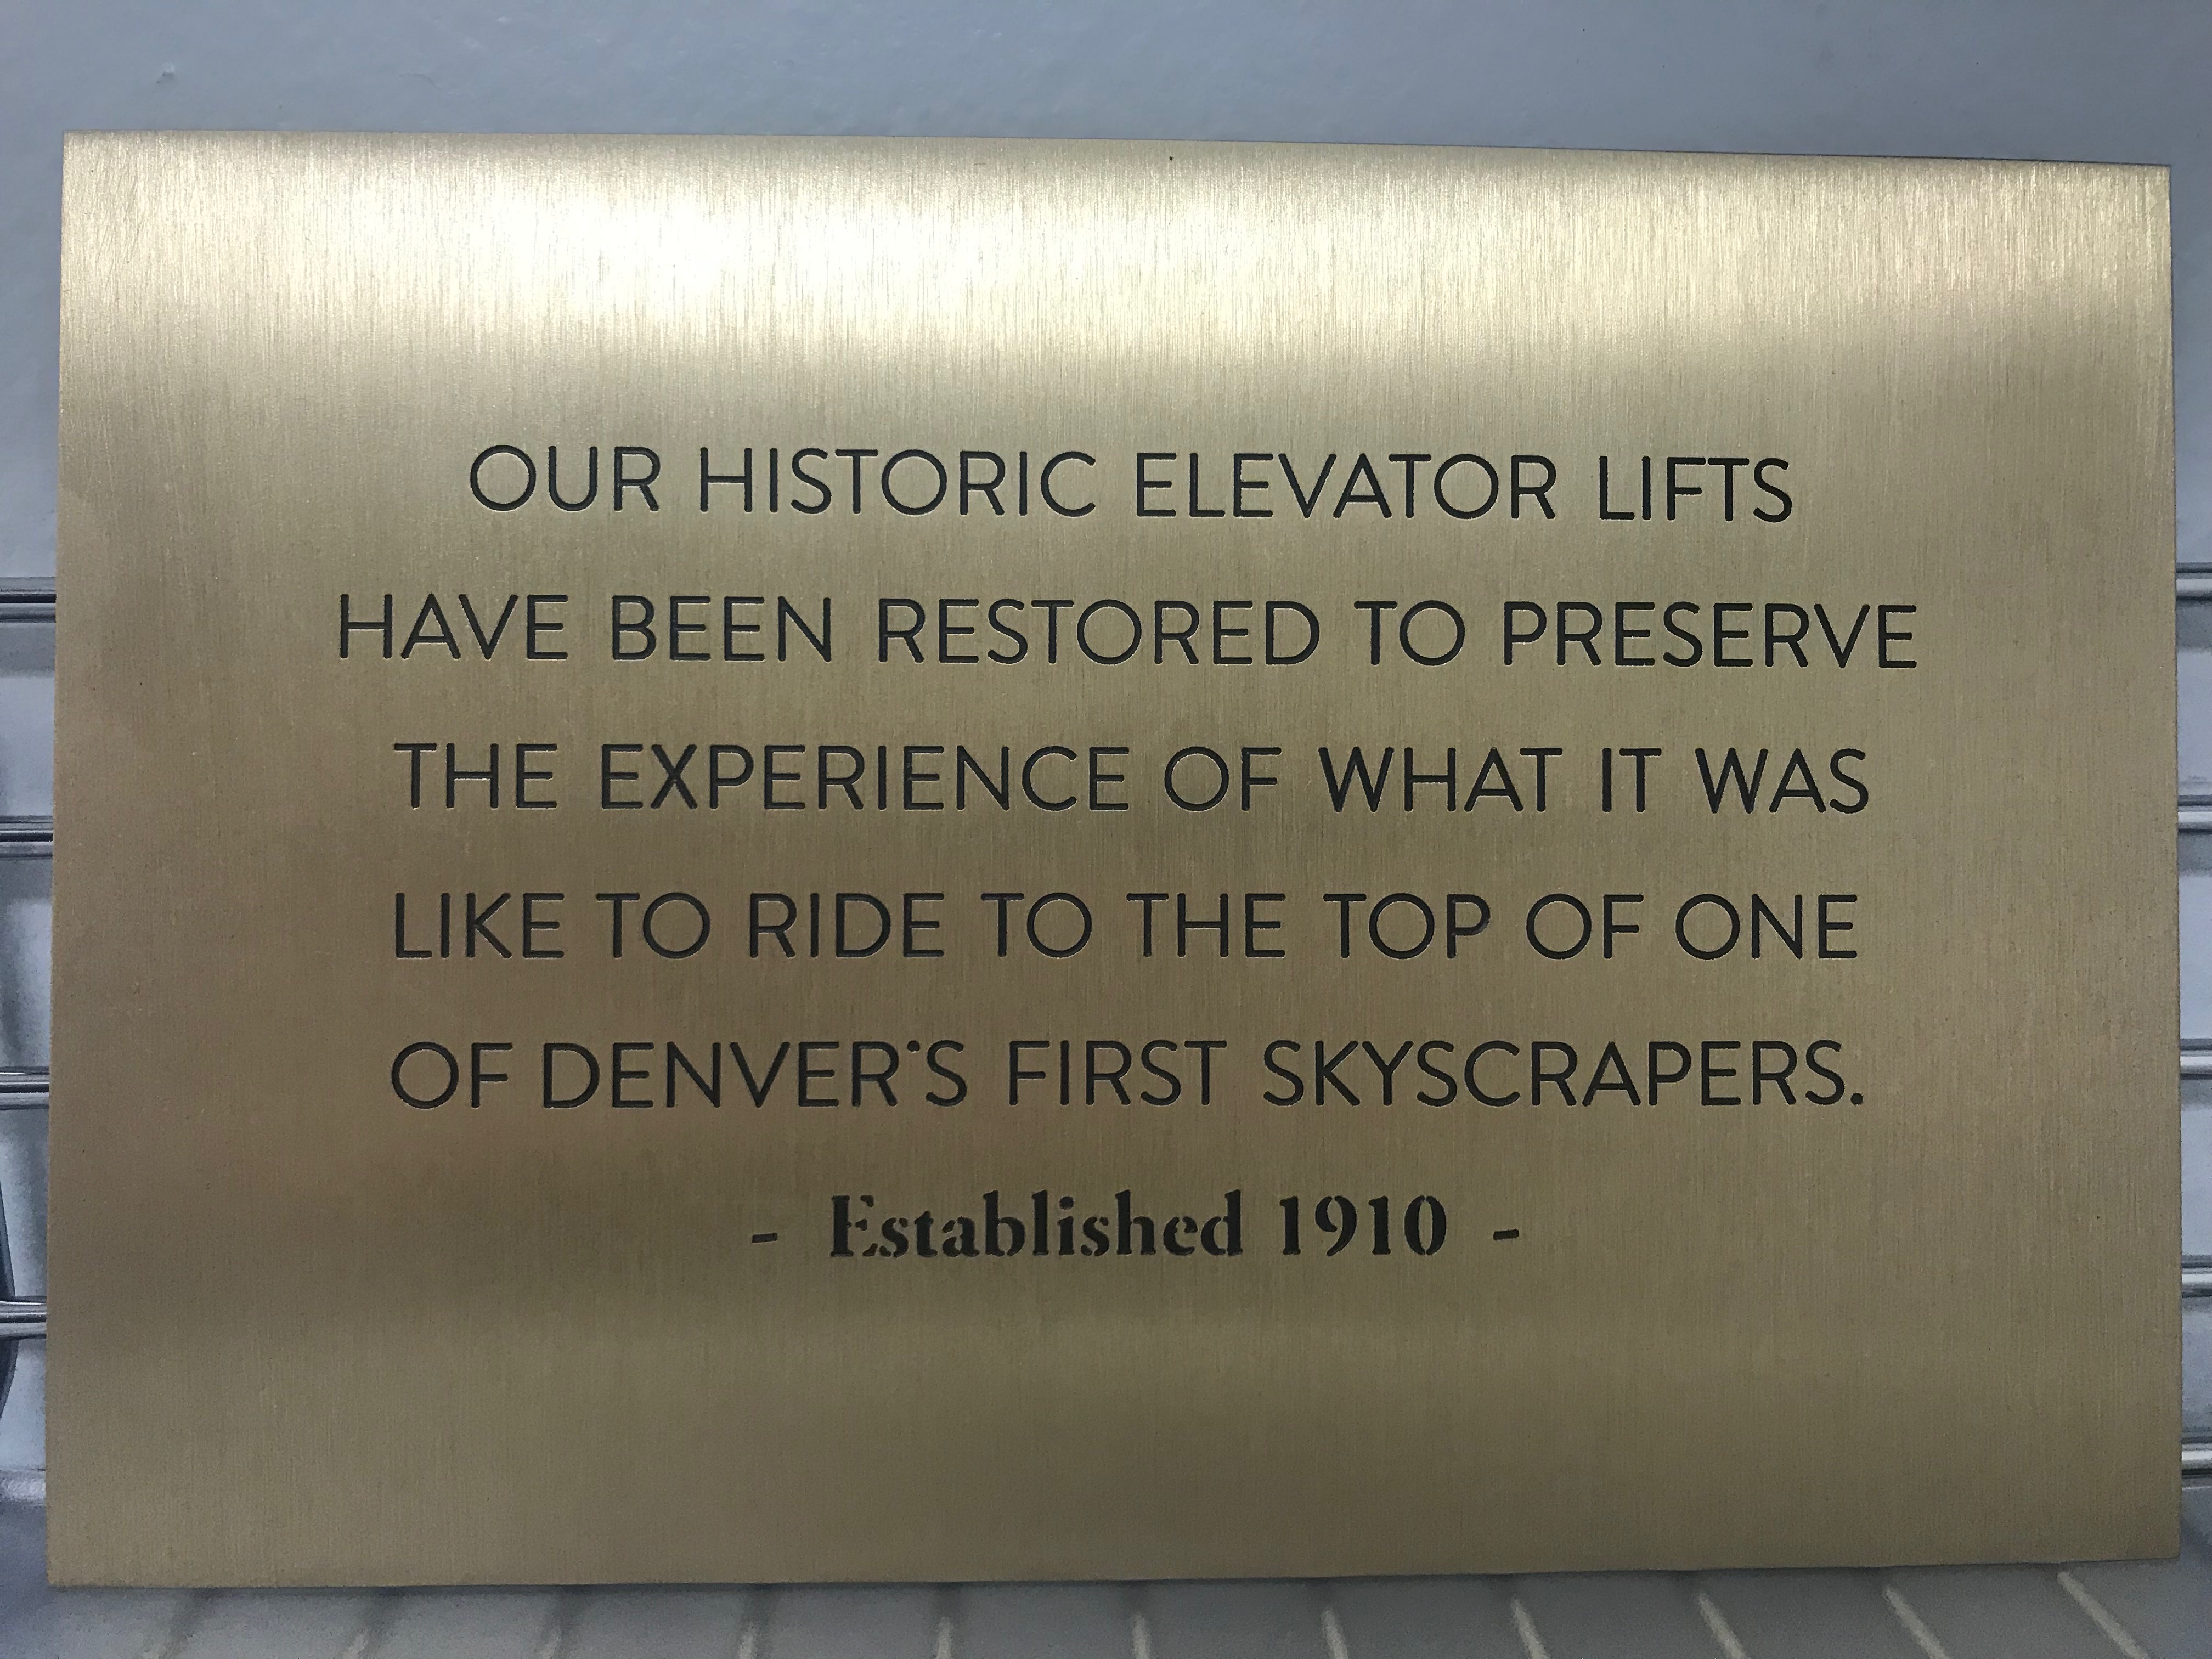 OUR HISTORIC ELEVATOR LIFTS
HAVE BEEN RESTORED TO PRESERVE
THE EXPERIENCE OF WHAT IT WAS
LIKE TO RIDE TO THE TOP OF ONE
OF DENVER'S FIRST SKYSCRAPERS.
- Established 1910 -